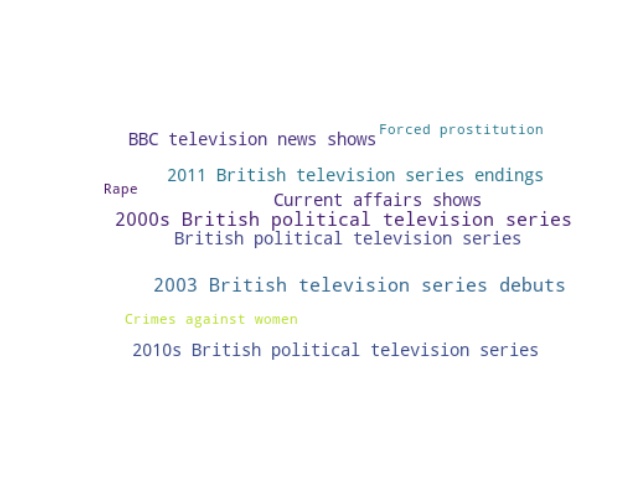 Forced prostitution
BBC television news shows
2011 British television series endings
Rape
Current affairs shows
2000s British political television series
British political television series
2003 British television series debuts
Crimes against women
2010s British political television series